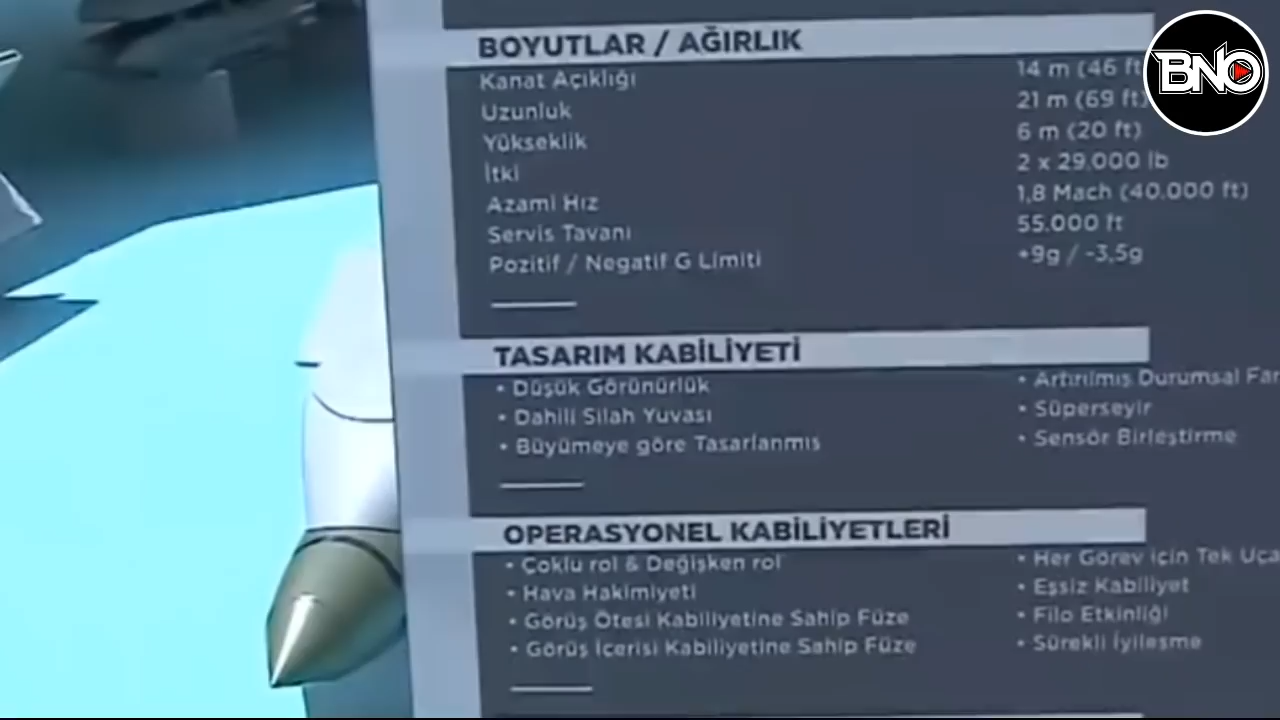 BNO
BOYUTLAR / AĞIRLIK
Kanat Açıklığı 14 m (46 ft
Uzunluk 21 m (69 ft)
Yükseklik 6 m (20 ft)
İtki 2 x 29.000 lb
Azami Hız 1,8 Mach (40.000 ft)
Servis Tavanı 55.000 ft
Pozitif / Negatif G Limiti +9g / -3,5g
TASARIM KABİLİYETİ
• Düşük Görünürlük • Artırılmış Durumsal Far
• Dahili Silah Yuvası • Süperseyir
• Büyümeye göre Tasarlanmış • Sensör Birleştirme
OPERASYONEL KABİLİYETLERİ
• Çoklu rol & Değişken rol • Her Görev için Tek Uça
• Hava Hakimiyeti • Eşsiz Kabiliyet
• Görüş Ötesi Kabiliyetine Sahip Füze • Filo Etkinliği
• Görüş İçerisi Kabiliyetine Sahip Füze • Sürekli İyileşme